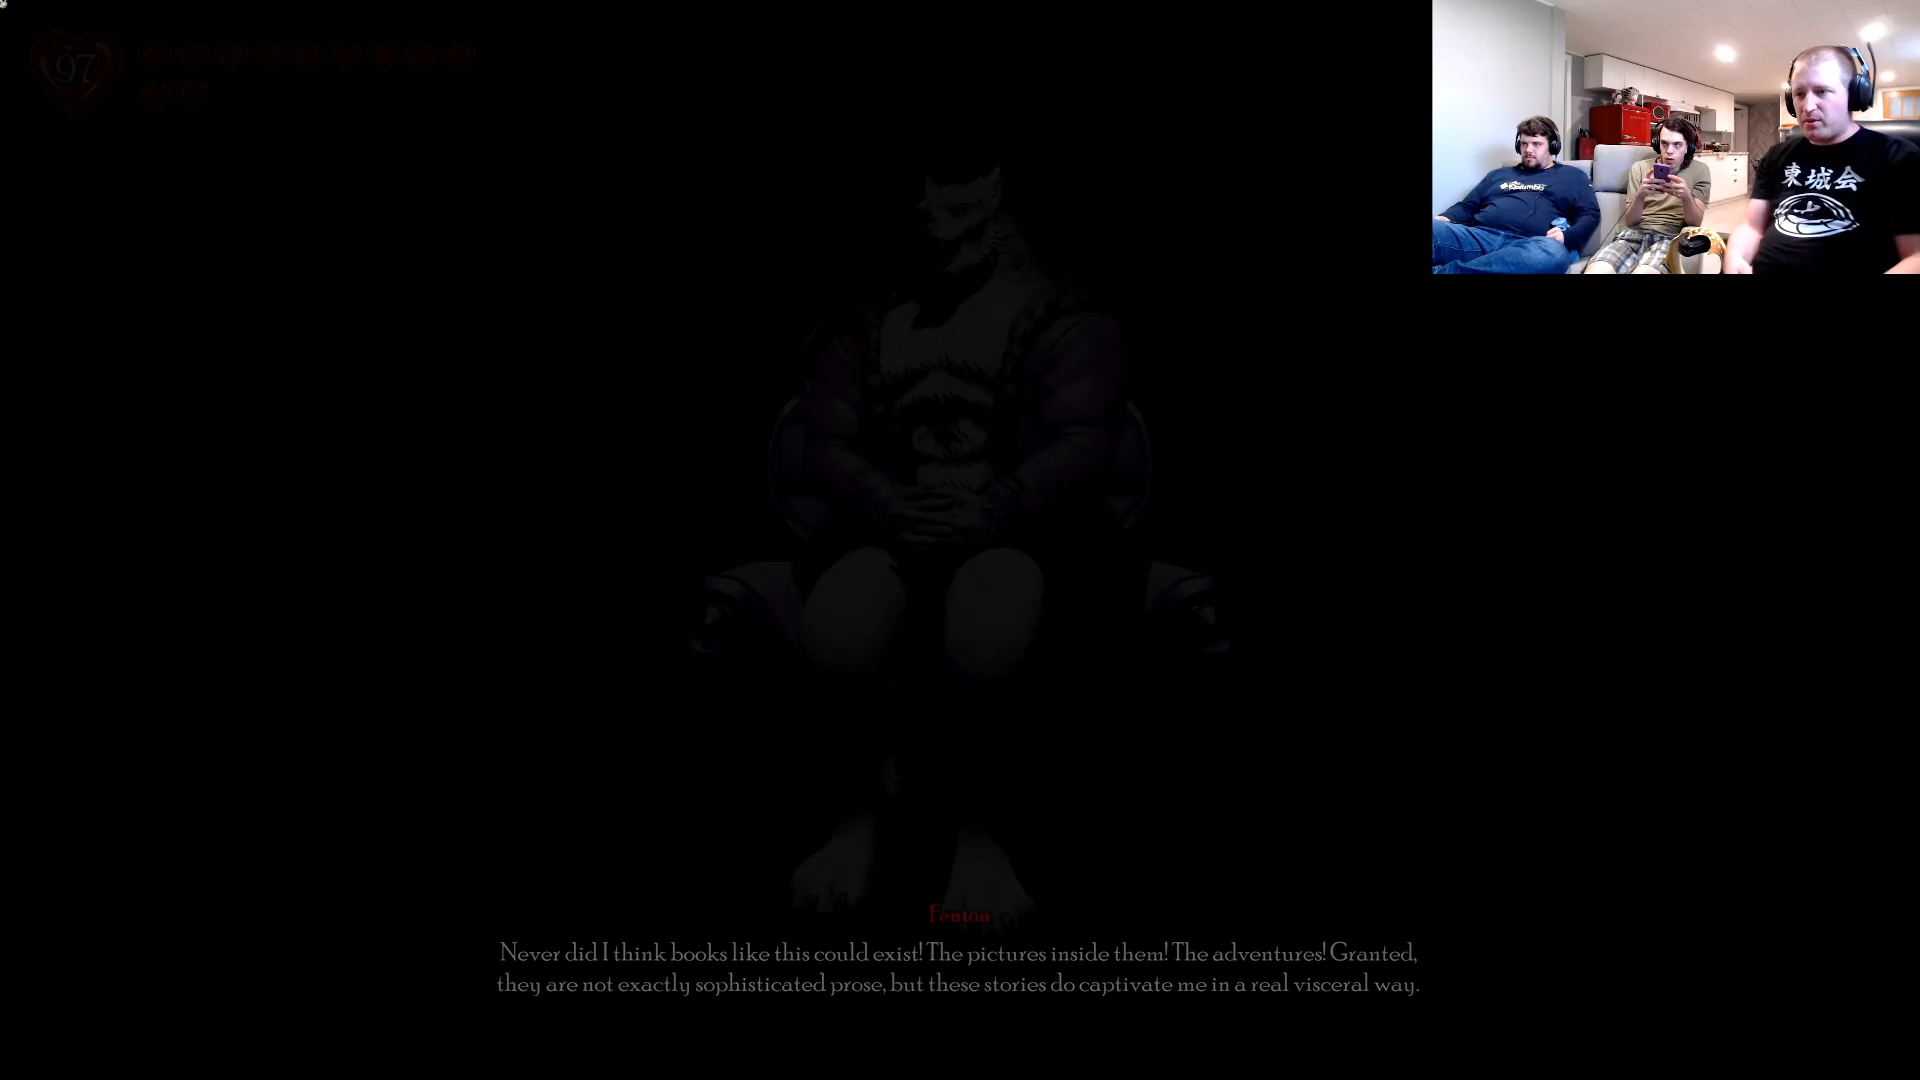 97
Columbia
東城会
Fenton
Never did I think books like this could exist! The pictures inside them! The adventures! Granted,
they are not exactly sophisticated prose, but these stories do captivate me in a real visceral way.